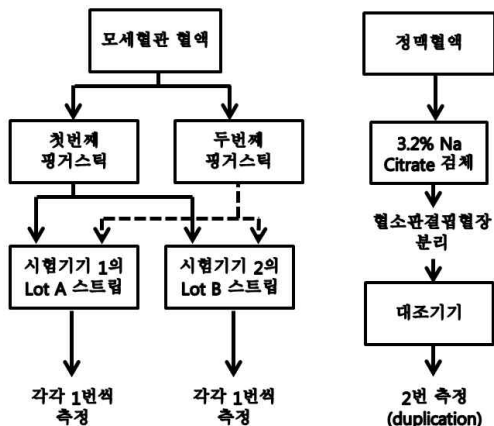 모세혈관 혈액
첫번째
핑거스틱
두번째
핑거스틱
시험기기 1의
Lot A 스트립
시험기기 2의
Lot B 스트립
각각 1번씩
측정
각각 1번씩
측정
정맥혈액
3.2% Na
Citrate 검체
혈소판결핍혈장
분리
대조기기
2번 측정
(duplication)